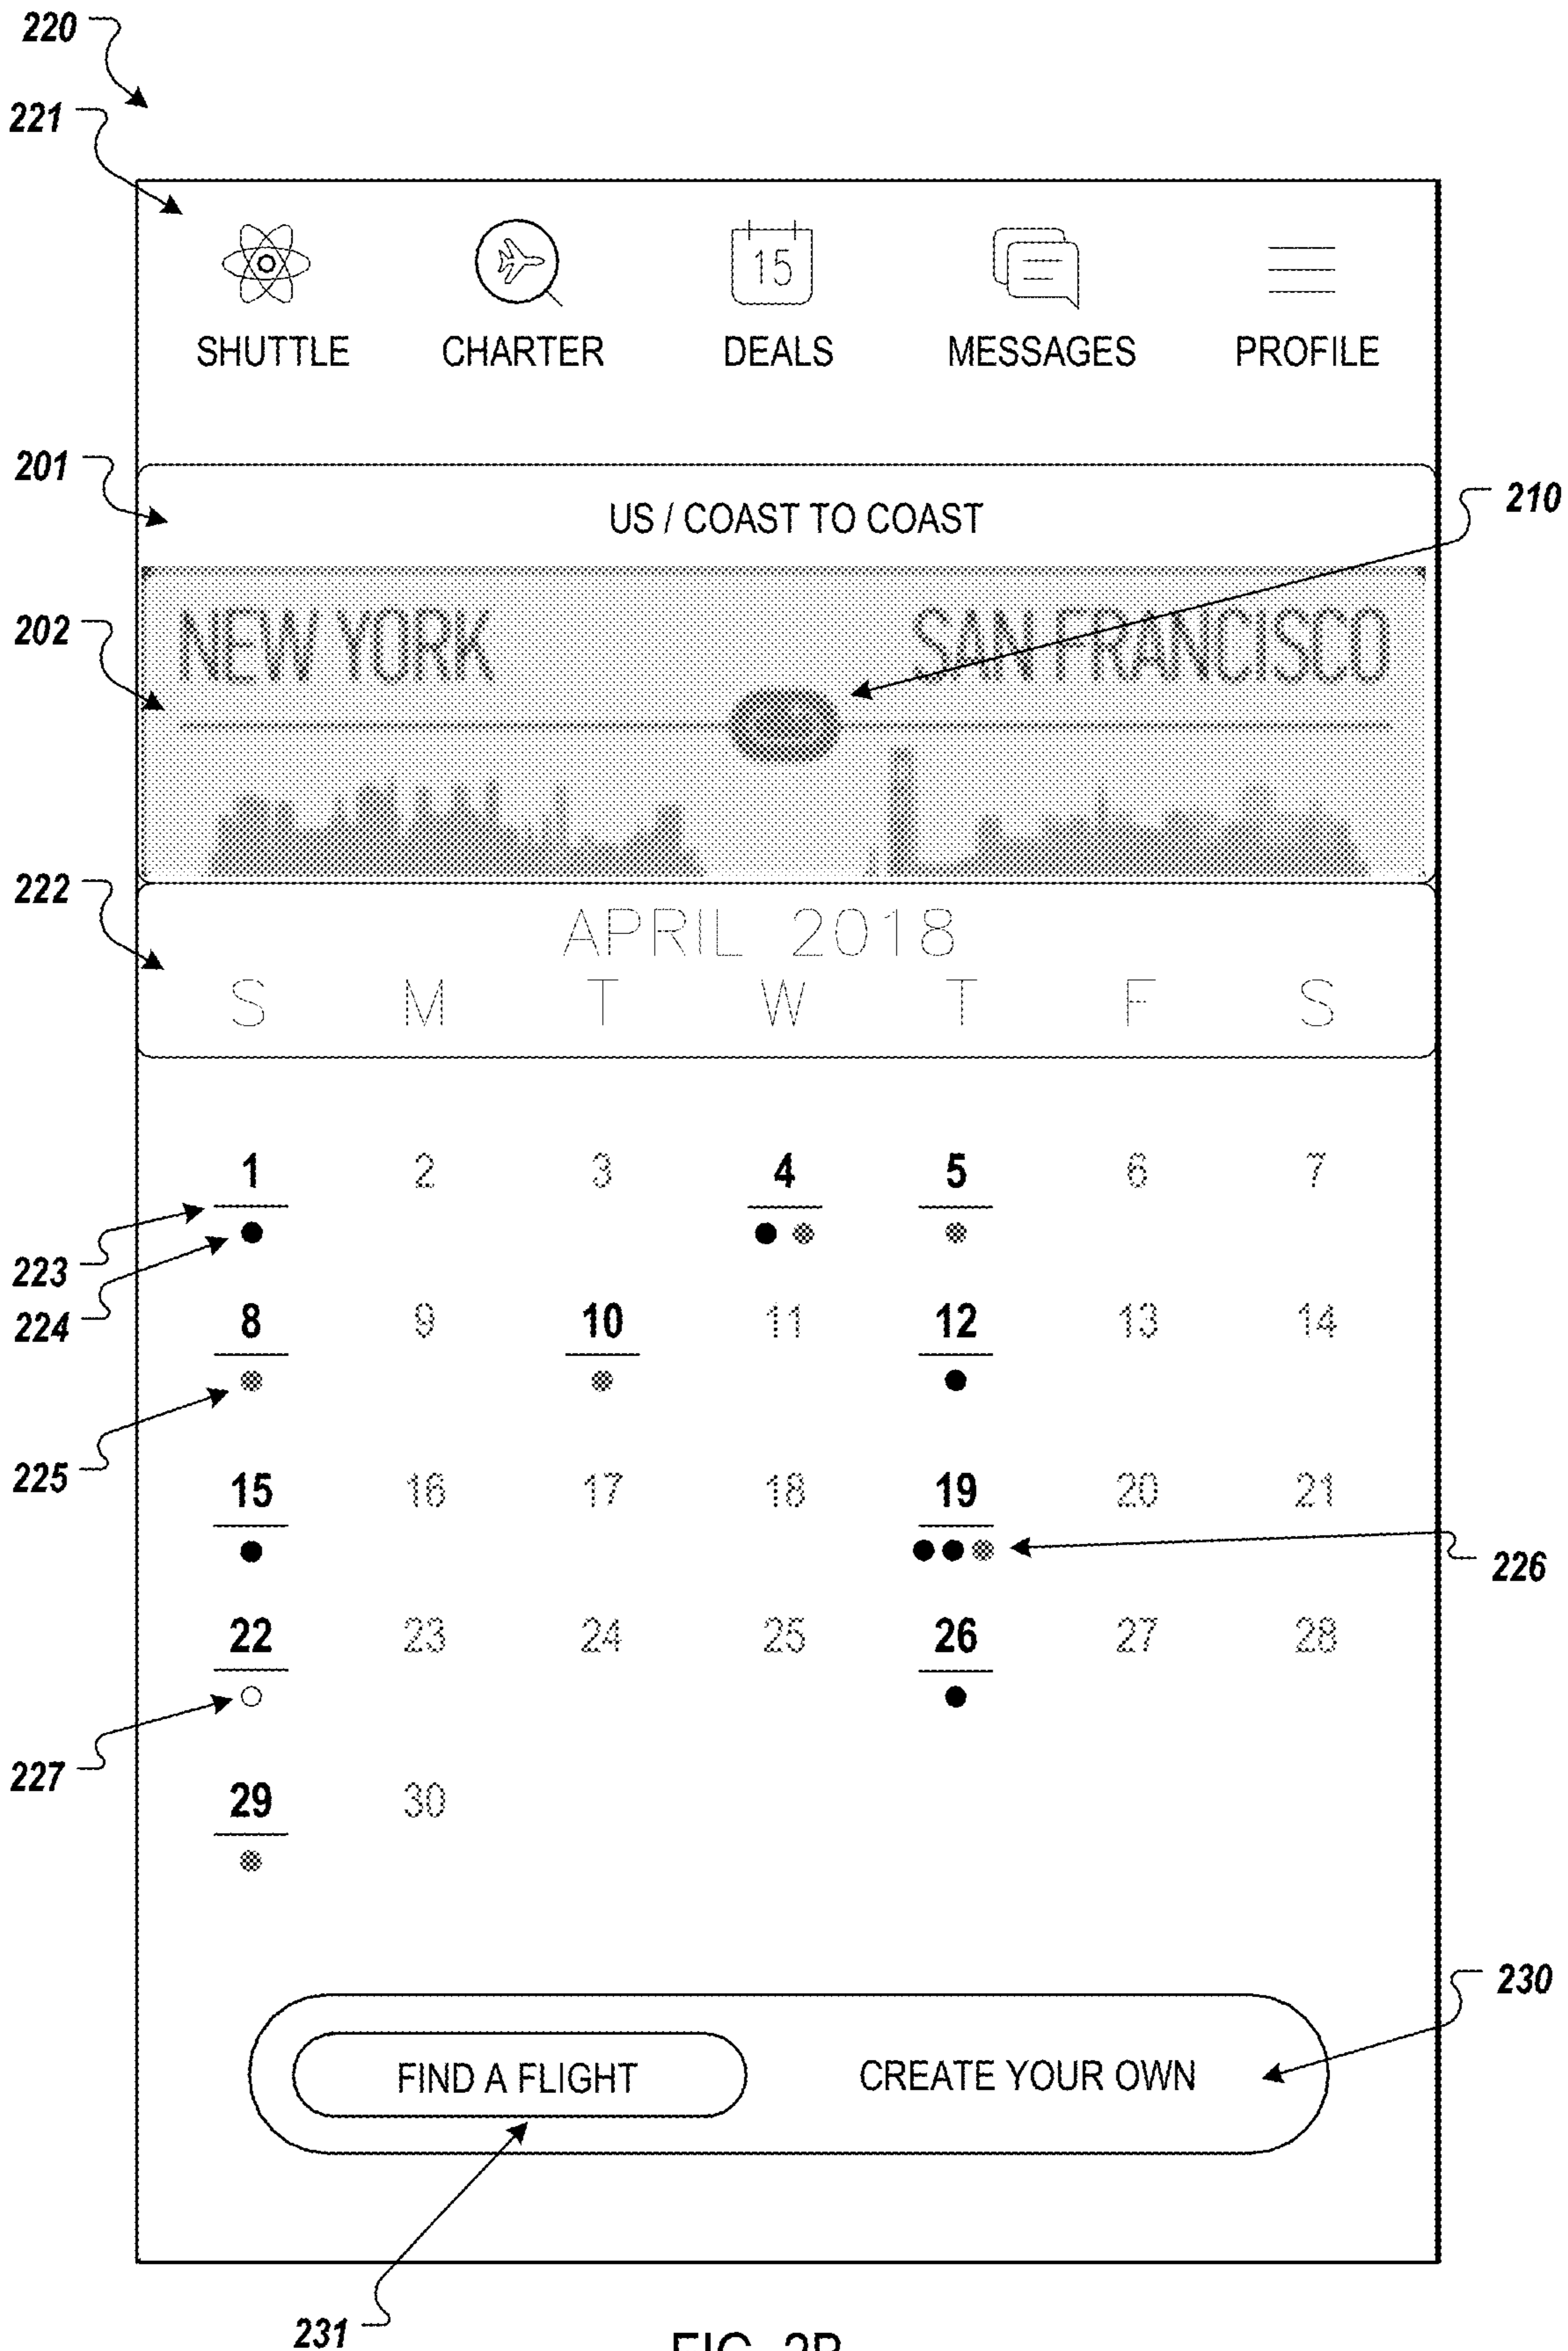 220
221
15
SHUTTLE CHARTER DEALS MESSAGES PROFILE
201
US / COAST TO COAST
210
202
NEW YORK SAN FRANCISCO
222
APRIL 2018
S M T W T F S
1 2 3 4 5 6 7
223
224
8 9 10 11 12 13 14
225
15 16 17 18 19 20 21
226
22 23 24 25 26 27 28
227
29 30
230
FIND A FLIGHT CREATE YOUR OWN
231
FIG. 2B